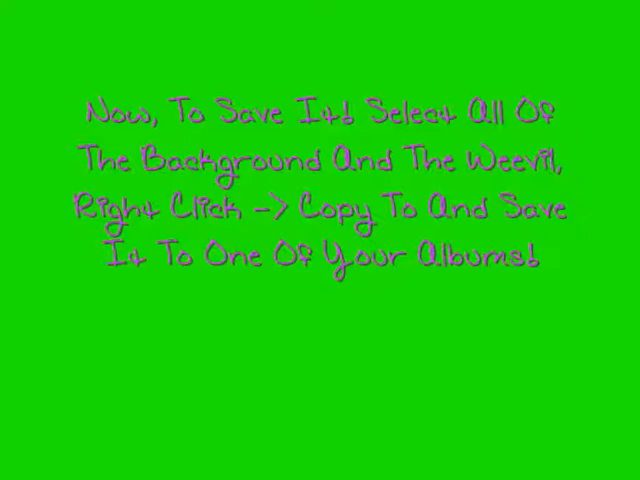 Now, To Save It! Select All Of
The Background And The Weevil,
Right Click -> Copy To And Save
It To One Of Your Albums!